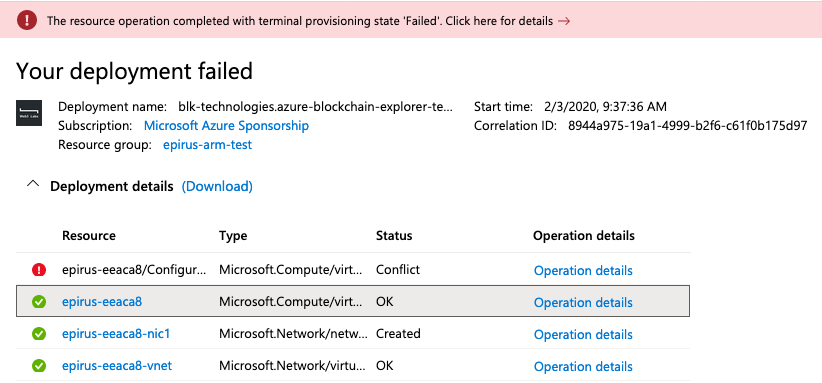 The resource operation completed with terminal provisioning state 'Failed'. Click here for details →
Your deployment failed
Deployment name: blk-technologies.azure-blockchain-explorer-te... Start time: 2/3/2020, 9:37:36 AM
Subscription: Microsoft Azure Sponsorship Correlation ID: 8944a975-19a1-4999-b2f6-c61f0b175d97
Resource group: epirus-arm-test
Deployment details (Download)
Resource Type Status Operation details
epirus-eeaca8/Configur... Microsoft.Compute/virt... Conflict Operation details
epirus-eeaca8 Microsoft.Compute/virt... OK Operation details
epirus-eeaca8-nic1 Microsoft.Network/netw... Created Operation details
epirus-eeaca8-vnet Microsoft.Network/virtu... OK Operation details